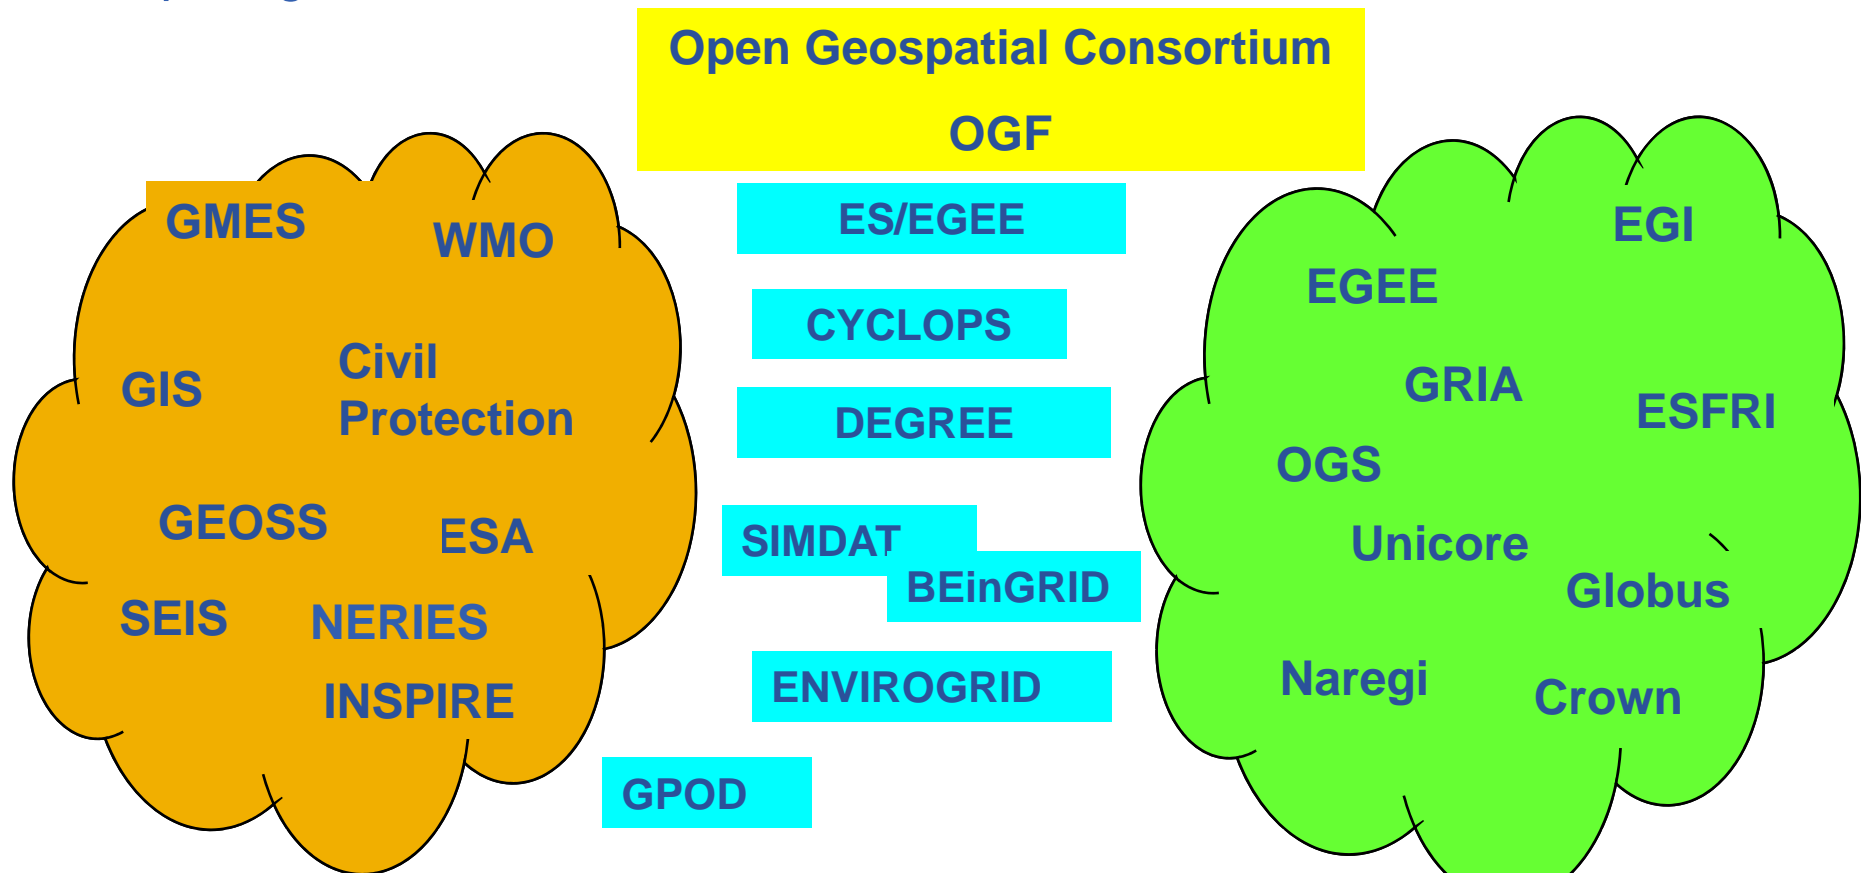 Open Geospatial Consortium
OGF
GMES
WMO
GIS
Civil
Protection
GEOSS
ESA
SEIS
NERIES
INSPIRE
ES/EGEE
CYCLOPS
DEGREE
SIMDAT
BEinGRID
ENVIROGRID
GPOD
EGI
EGEE
GRIA
ESFRI
OGS
Unicore
Globus
Naregi
Crown